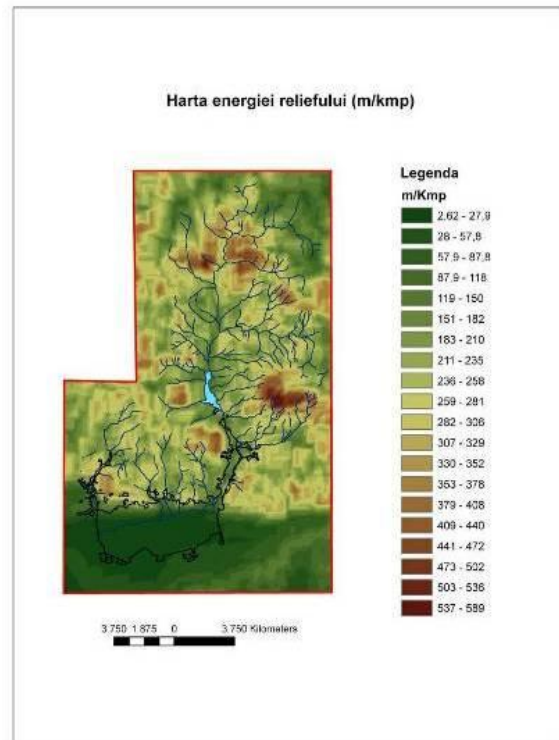 Harta energiei reliefului (m/kmp)
Legenda
m/Kmp
2.62 - 27,9
28 - 57,8
57,9 - 87,8
87,9 - 118
119 - 150
151 - 182
183 - 210
211 - 235
236 - 258
259 - 281
282 - 306
307 - 329
330 - 352
353 - 378
379 - 408
409 - 440
441 - 472
473 - 502
503 - 536
537 - 589
3.750 1.875 0 3.750 Kilometers